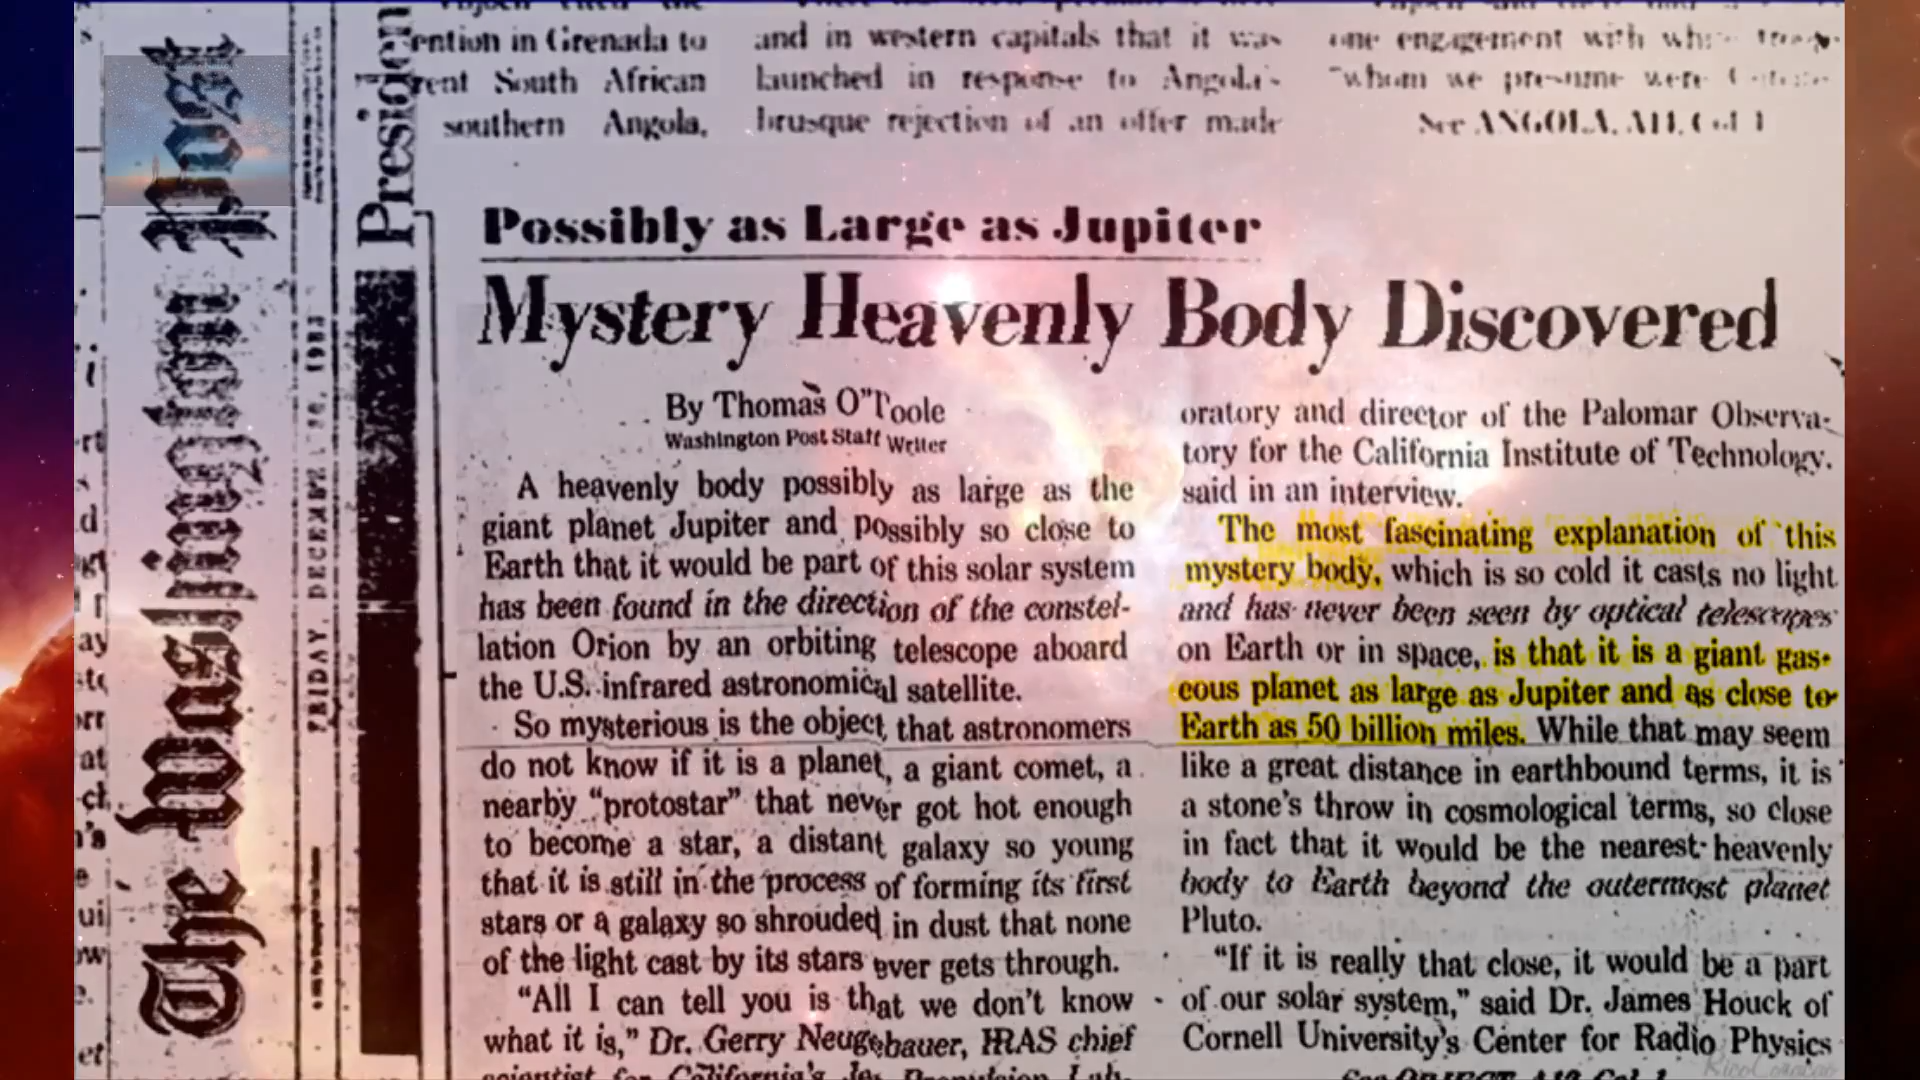 The Washington Post
FRIDAY, DECEMBER 30, 1983
Presiden
ention in Grenada to
rent South African
southern Angola,
and in western capitals that it was
launched in response to Angola's
brusque rejection of an offer made
one engagement with
"whom we presume were
See ANGOLA, A11, Col 1
Possibly as Large as Jupiter
Mystery Heavenly Body Discovered
By Thomas O'Toole
Washington Post Staff Writer
A heavenly body possibly as large as the
giant planet Jupiter and possibly so close to
Earth that it would be part of this solar system
has been found in the direction of the constel-
lation Orion by an orbiting telescope aboard
the U.S. infrared astronomical satellite.
So mysterious is the object that astronomers
do not know if it is a planet, a giant comet, a
nearby "protostar" that never got hot enough
to become a star, a distant galaxy so young
that it is still in the process of forming its first
stars or a galaxy so shrouded in dust that none
of the light cast by its stars ever gets through.
"All I can tell you is that we don't know
what it is," Dr. Gerry Neugebauer, IRAS chief
scientist for California's Jet Propulsion Lab-
oratory and director of the Palomar Observa-
tory for the California Institute of Technology.
said in an interview.
The most fascinating explanation of this
mystery body, which is so cold it casts no light
and has never been seen by optical telescopes
on Earth or in space, is that it is a giant gas-
eous planet as large as Jupiter and as close to
Earth as 50 billion miles. While that may seem
like a great distance in earthbound terms, it is
a stone's throw in cosmological terms, so close
in fact that it would be the nearest heavenly
body to Earth beyond the outermost planet
Pluto.
"If it is really that close, it would be a part
of our solar system," said Dr. James Houck of
Cornell University's Center for Radio Physics